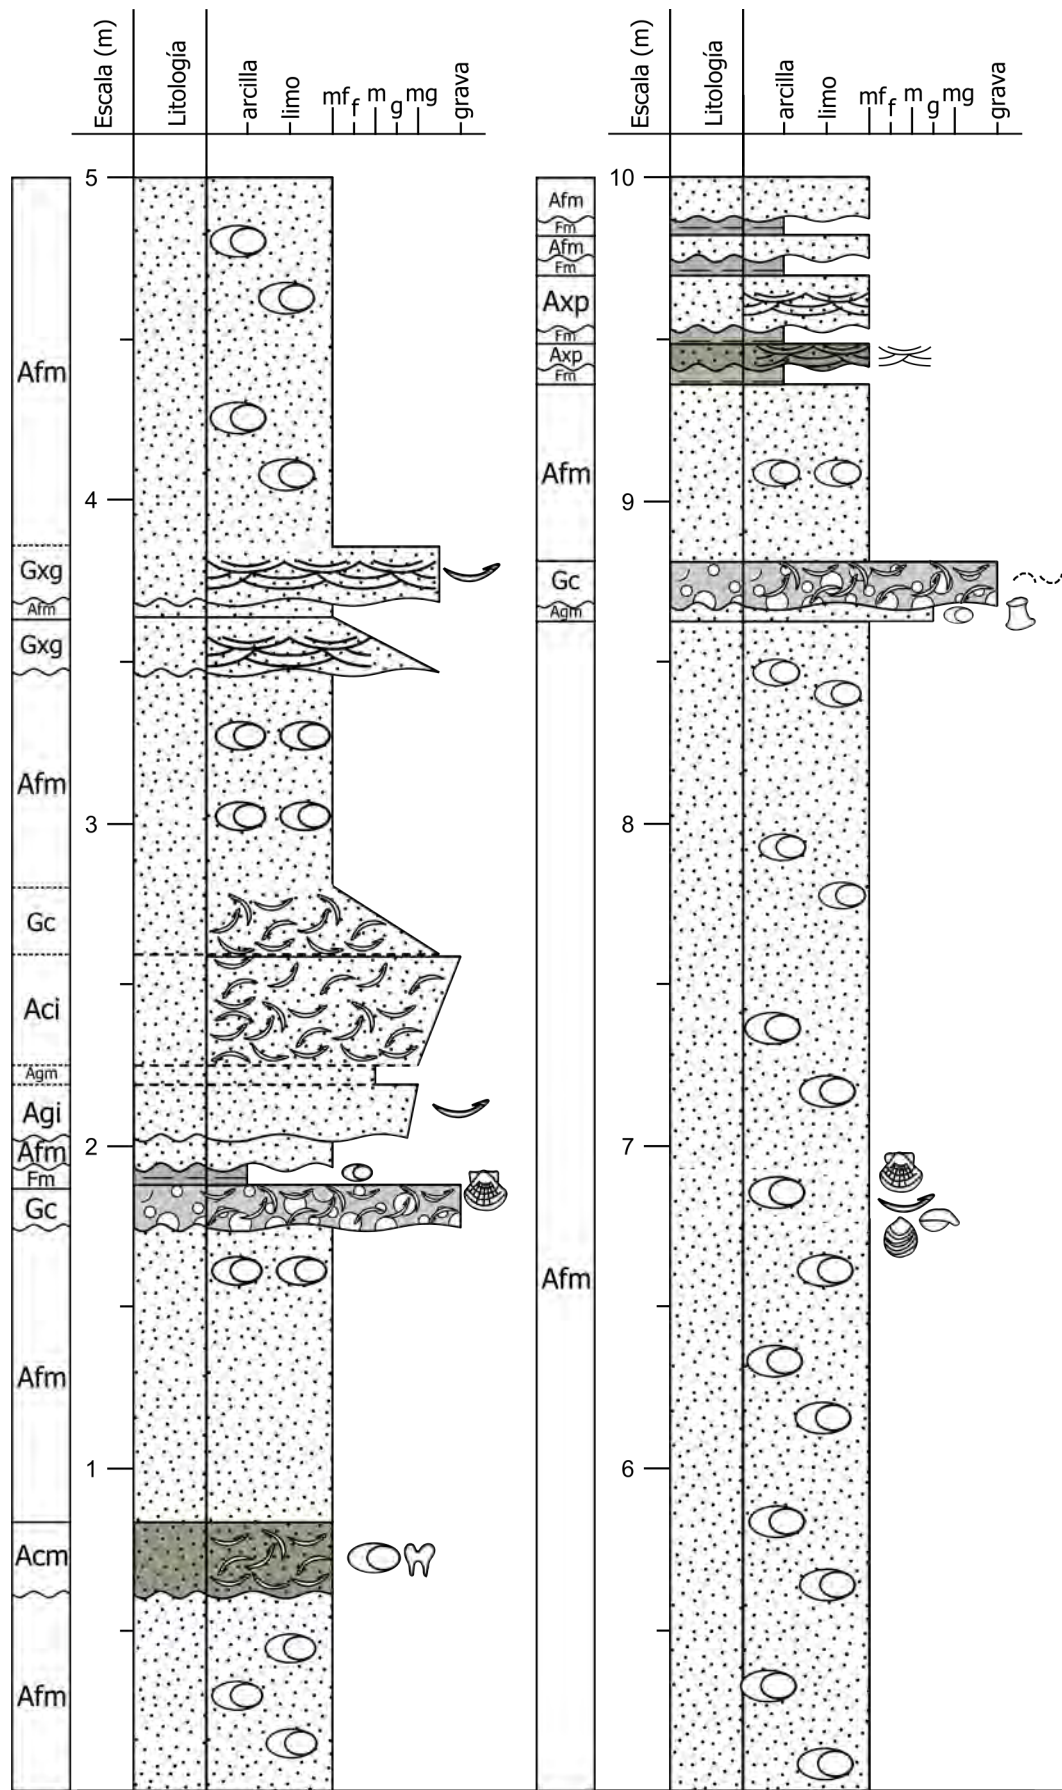 Escala (m)
Litología
arcilla
limo
mf
f
m
g
mg
grava
5
Afm
4
Gxg
Afm
Gxg
Afm
3
Gc
Aci
Agm
Agi
2
Afm
Fm
Gc
Afm
1
Acm
Afm
Escala (m)
Litología
arcilla
limo
mf
f
m
g
mg
grava
10
Afm
Fm
Afm
Fm
Axp
Fm
Axp
Fm
Afm
9
Gc
Agm
8
7
Afm
6